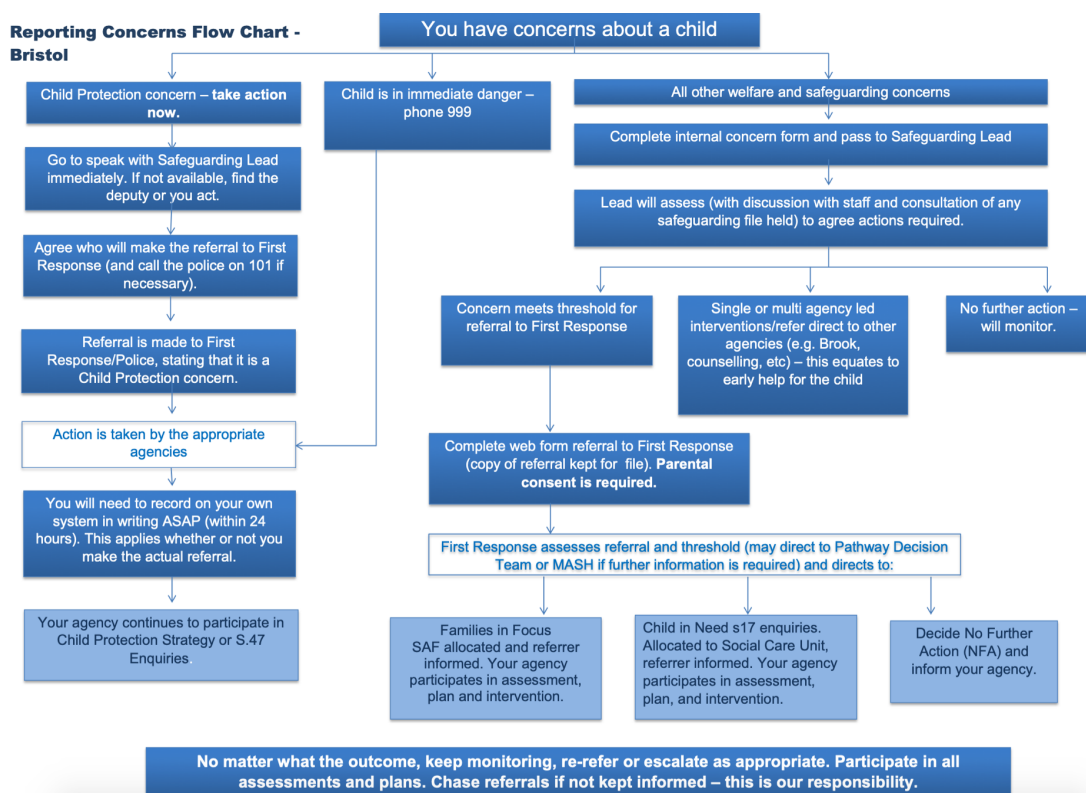 Reporting Concerns Flow Chart -
Bristol
You have concerns about a child
Child Protection concern – take action
now.
Go to speak with Safeguarding Lead
immediately. If not available, find the
deputy or you act.
Agree who will make the referral to First
Response (and call the police on 101 if
necessary).
Referral is made to First
Response/Police, stating that it is a
Child Protection concern.
Action is taken by the appropriate
agencies
You will need to record on your own
system in writing ASAP (within 24
hours). This applies whether or not you
make the actual referral.
Your agency continues to participate in
Child Protection Strategy or S.47
Enquiries.
Child is in immediate danger –
phone 999
All other welfare and safeguarding concerns
Complete internal concern form and pass to Safeguarding Lead
Lead will assess (with discussion with staff and consultation of any
safeguarding file held) to agree actions required.
Concern meets threshold for
referral to First Response
Single or multi agency led
interventions/refer direct to other
agencies (e.g. Brook,
counselling, etc) – this equates to
early help for the child
No further action –
will monitor.
Complete web form referral to First Response
(copy of referral kept for file). Parental
consent is required.
First Response assesses referral and threshold (may direct to Pathway Decision
Team or MASH if further information is required) and directs to:
Families in Focus
SAF allocated and referrer
informed. Your agency
participates in assessment,
plan and intervention.
Child in Need s17 enquiries.
Allocated to Social Care Unit,
referrer informed. Your agency
participates in assessment,
plan, and intervention.
Decide No Further
Action (NFA) and
inform your agency.
No matter what the outcome, keep monitoring, re-refer or escalate as appropriate. Participate in all
assessments and plans. Chase referrals if not kept informed – this is our responsibility.